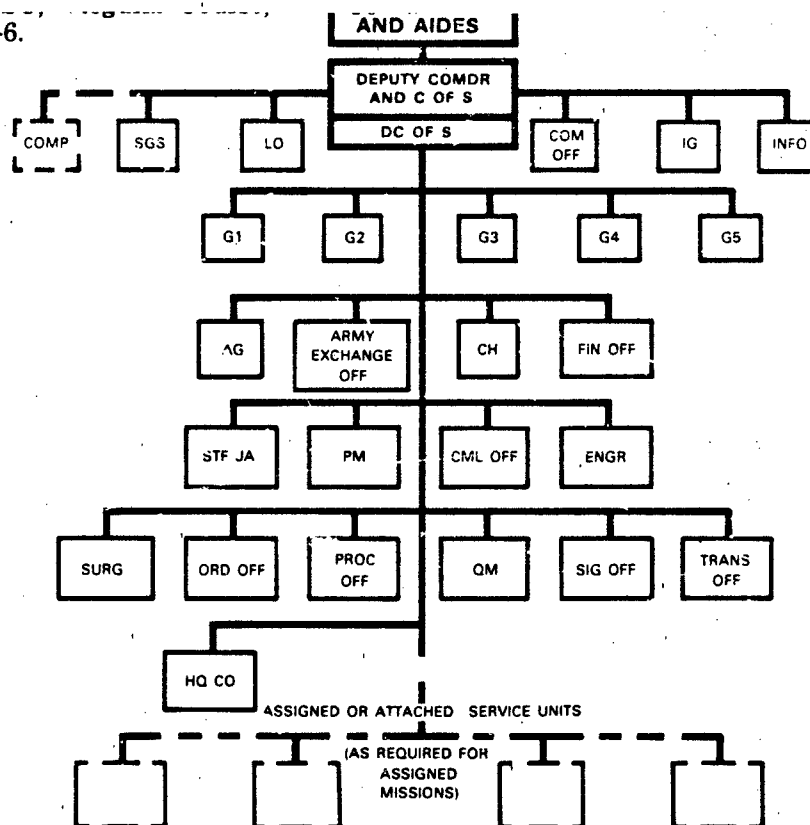 -6.
AND AIDES
DEPUTY COMDR
AND C OF S
DC OF S
COMP
SGS
LO
COM
OFF
IG
INFO
G1
G2
G3
G4
G5
AG
ARMY
EXCHANGE
OFF
CH
FIN OFF
STF JA
PM
CML OFF
ENGR
SURG
ORD OFF
PROC
OFF
QM
SIG OFF
TRANS
OFF
HQ CO
ASSIGNED OR ATTACHED SERVICE UNITS
(AS REQUIRED FOR
ASSIGNED
MISSIONS)